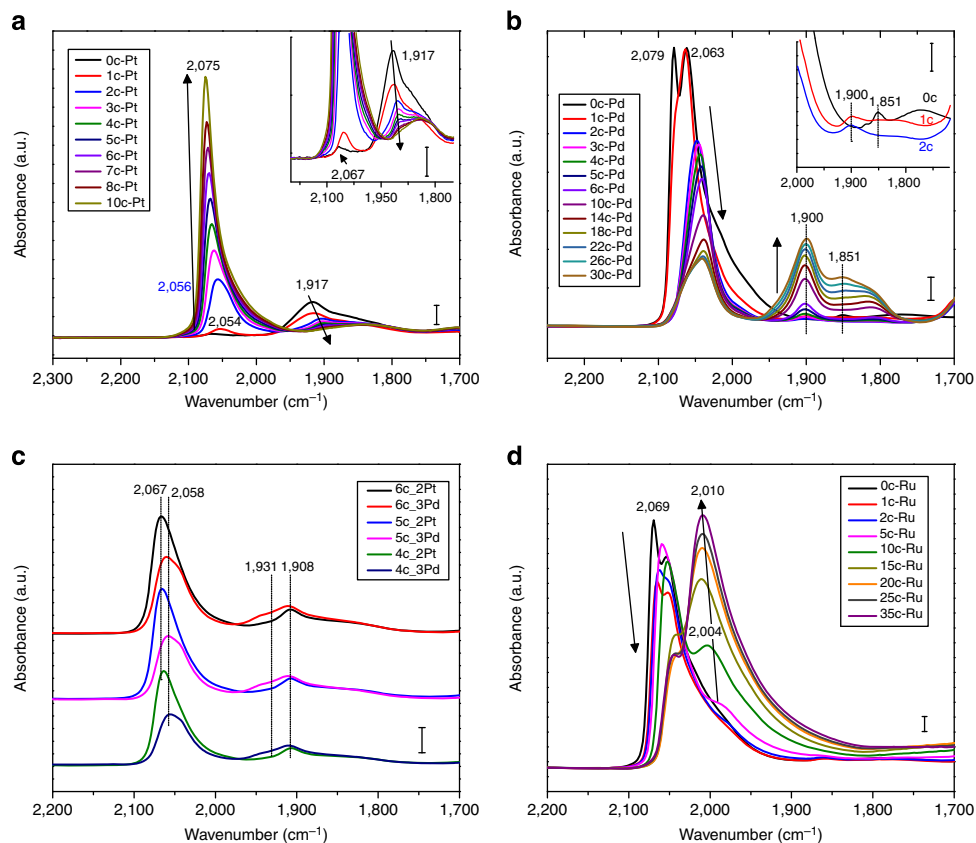 a
0c-Pt
1c-Pt
2c-Pt
3c-Pt
4c-Pt
5c-Pt
6c-Pt
7c-Pt
8c-Pt
10c-Pt
2,075
2,056
2,054
1,917
1,917
2,067
2,100
1,950
1,800
Absorbance (a.u.)
2,300
2,200
2,100
2,000
1,900
1,800
1,700
Wavenumber (cm⁻¹)
b
2,079
2,063
0c-Pd
1c-Pd
2c-Pd
3c-Pd
4c-Pd
5c-Pd
6c-Pd
10c-Pd
14c-Pd
18c-Pd
22c-Pd
26c-Pd
30c-Pd
1,900
1,851
0c
1c
2c
2,000
1,900
1,800
1,900
1,851
Absorbance (a.u.)
2,200
2,100
2,000
1,900
1,800
1,700
Wavenumber (cm⁻¹)
c
2,067
2,058
1,931
1,908
6c_2Pt
6c_3Pd
5c_2Pt
5c_3Pd
4c_2Pt
4c_3Pd
Absorbance (a.u.)
2,200
2,100
2,000
1,900
1,800
1,700
Wavenumber (cm⁻¹)
d
2,069
2,010
2,004
0c-Ru
1c-Ru
2c-Ru
5c-Ru
10c-Ru
15c-Ru
20c-Ru
25c-Ru
35c-Ru
Absorbance (a.u.)
2,200
2,100
2,000
1,900
1,800
1,700
Wavenumber (cm⁻¹)